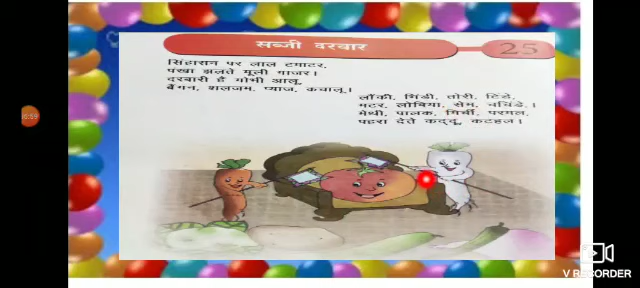 सब्जी दरबार
25
सिंहासन पर लाल टमाटर,
पंखा झलते मूली गाजर।
दरबारी हैं गोभी आलू,
बैंगन, शलजम, प्याज, कचालू।
लौकी, भिंडी, तोरी, टिंडे,
मटर, लोबिया, सेम, चचिंडे,।
मेथी, पालक, मिर्ची, परमल,
पहरा देते कद्दू, कटहल।
V RECORDER